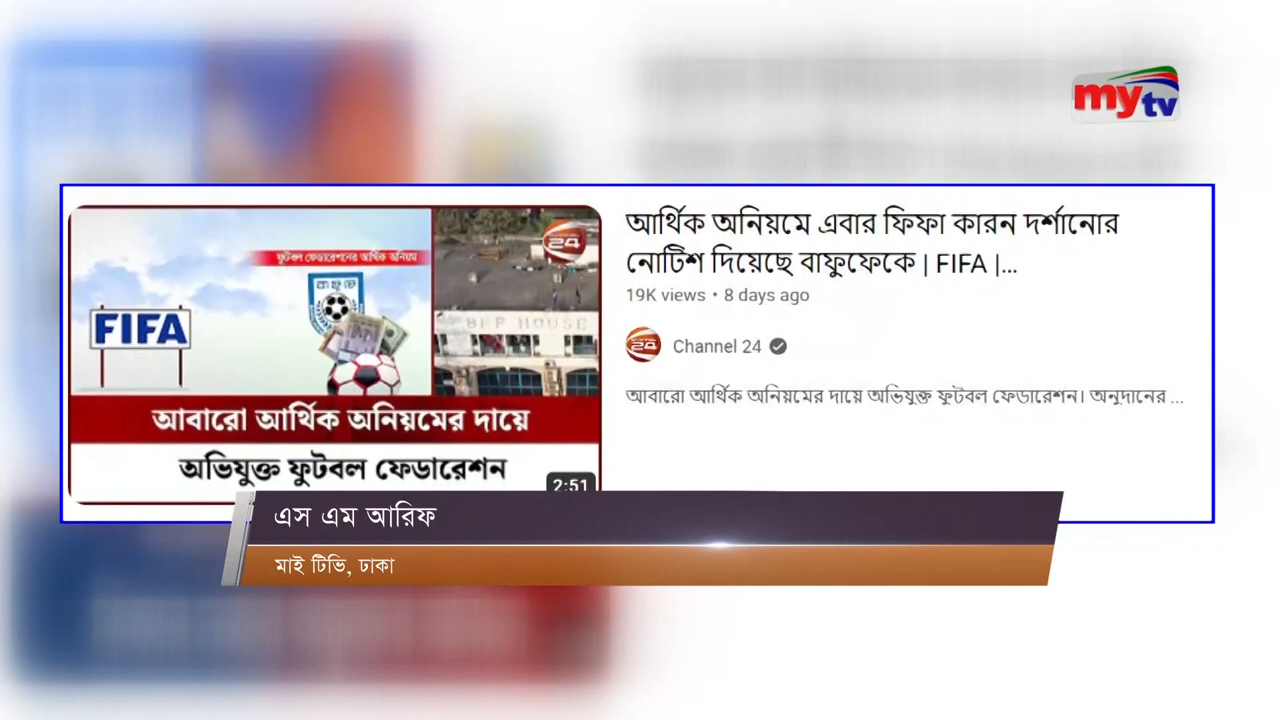 my tv
আর্থিক অনিয়মে এবার ফিফা কারন দর্শানোর
নোটিশ দিয়েছে বাফুফেকে | FIFA |...
19K views • 8 days ago
Channel 24
আবারো আর্থিক অনিয়মের দায়ে অভিযুক্ত ফুটবল ফেডারেশন। অনুদানের ...
24
ফুটবল ফেডারেশনের আর্থিক অনিয়ম
FIFA
BFF HOUSE
আবারো আর্থিক অনিয়মের দায়ে
অভিযুক্ত ফুটবল ফেডারেশন
2:51
এস এম আরিফ
মাই টিভি, ঢাকা